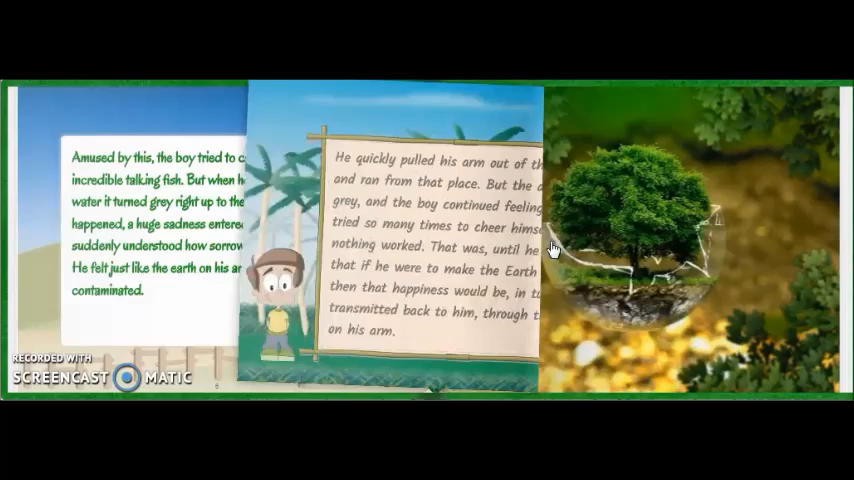 Amused by this, the boy tried to
incredible talking fish. But when
water it turned grey right up to the
happened, a huge sadness entere
suddenly understood how sorrow
He felt just like the earth on his ar
contaminated.
He quickly pulled his arm out of th
and ran from that place. But the a
grey, and the boy continued feeling
tried so many times to cheer himse
nothing worked. That was, until he
that if he were to make the Earth
then that happiness would be, in tu
transmitted back to him, through t
on his arm.
RECORDED WITH
SCREENCAST MATIC
6